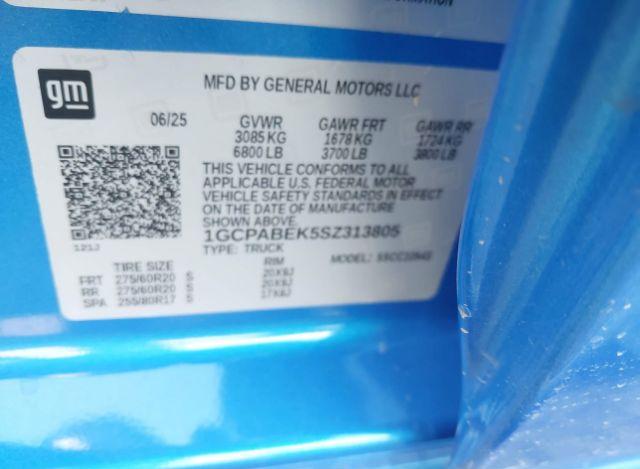 FORMATION
gm
MFD BY GENERAL MOTORS LLC
06/25 GVWR GAWR FRT GAWR RR
3085 KG 1678 KG 1724 KG
6800 LB 3700 LB 3800 LB
THIS VEHICLE CONFORMS TO ALL
APPLICABLE U.S. FEDERAL MOTOR
VEHICLE SAFETY STANDARDS IN EFFECT
ON THE DATE OF MANUFACTURE
SHOWN ABOVE.
1GCPABEK5SZ313805
121J
TYPE: TRUCK MODEL:
TIRE SIZE RIM
FRT 275/60R20 S 20X8J
RR 275/60R20 S 20X8J
SPA 255/80R17 S 17X8J